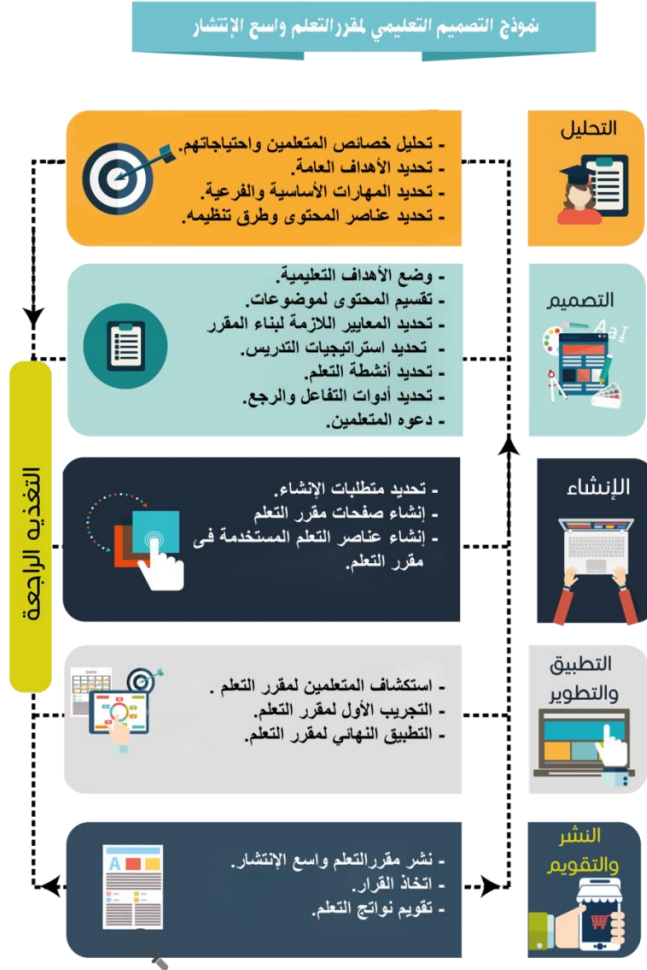 نموذج التصميم التعليمي لمقرر التعلم واسع الإنتشار
التحليل
- تحليل خصائص المتعلمين واحتياجاتهم.
- تحديد الأهداف العامة.
- تحديد المهارات الأساسية والفرعية.
- تحديد عناصر المحتوى وطرق تنظيمه.
التصميم
- وضع الأهداف التعليمية.
- تقسيم المحتوى لموضوعات.
- تحديد المعايير اللازمة لبناء المقرر
- تحديد استراتيجيات التدريس.
- تحديد أنشطة التعلم.
- تحديد أدوات التفاعل والرجع.
- دعوه المتعلمين.
الإنشاء
- تحديد متطلبات الإنشاء.
- إنشاء صفحات مقرر التعلم
- إنشاء عناصر التعلم المستخدمة فى
مقرر التعلم.
التطبيق
والتطوير
- استكشاف المتعلمين لمقرر التعلم .
- التجريب الأول لمقرر التعلم.
- التطبيق النهائي لمقرر التعلم.
النشر
والتقويم
- نشر مقررالتعلم واسع الإنتشار.
- اتخاذ القرار.
- تقويم نواتج التعلم.
التغذيه الراجعة
Aa
A